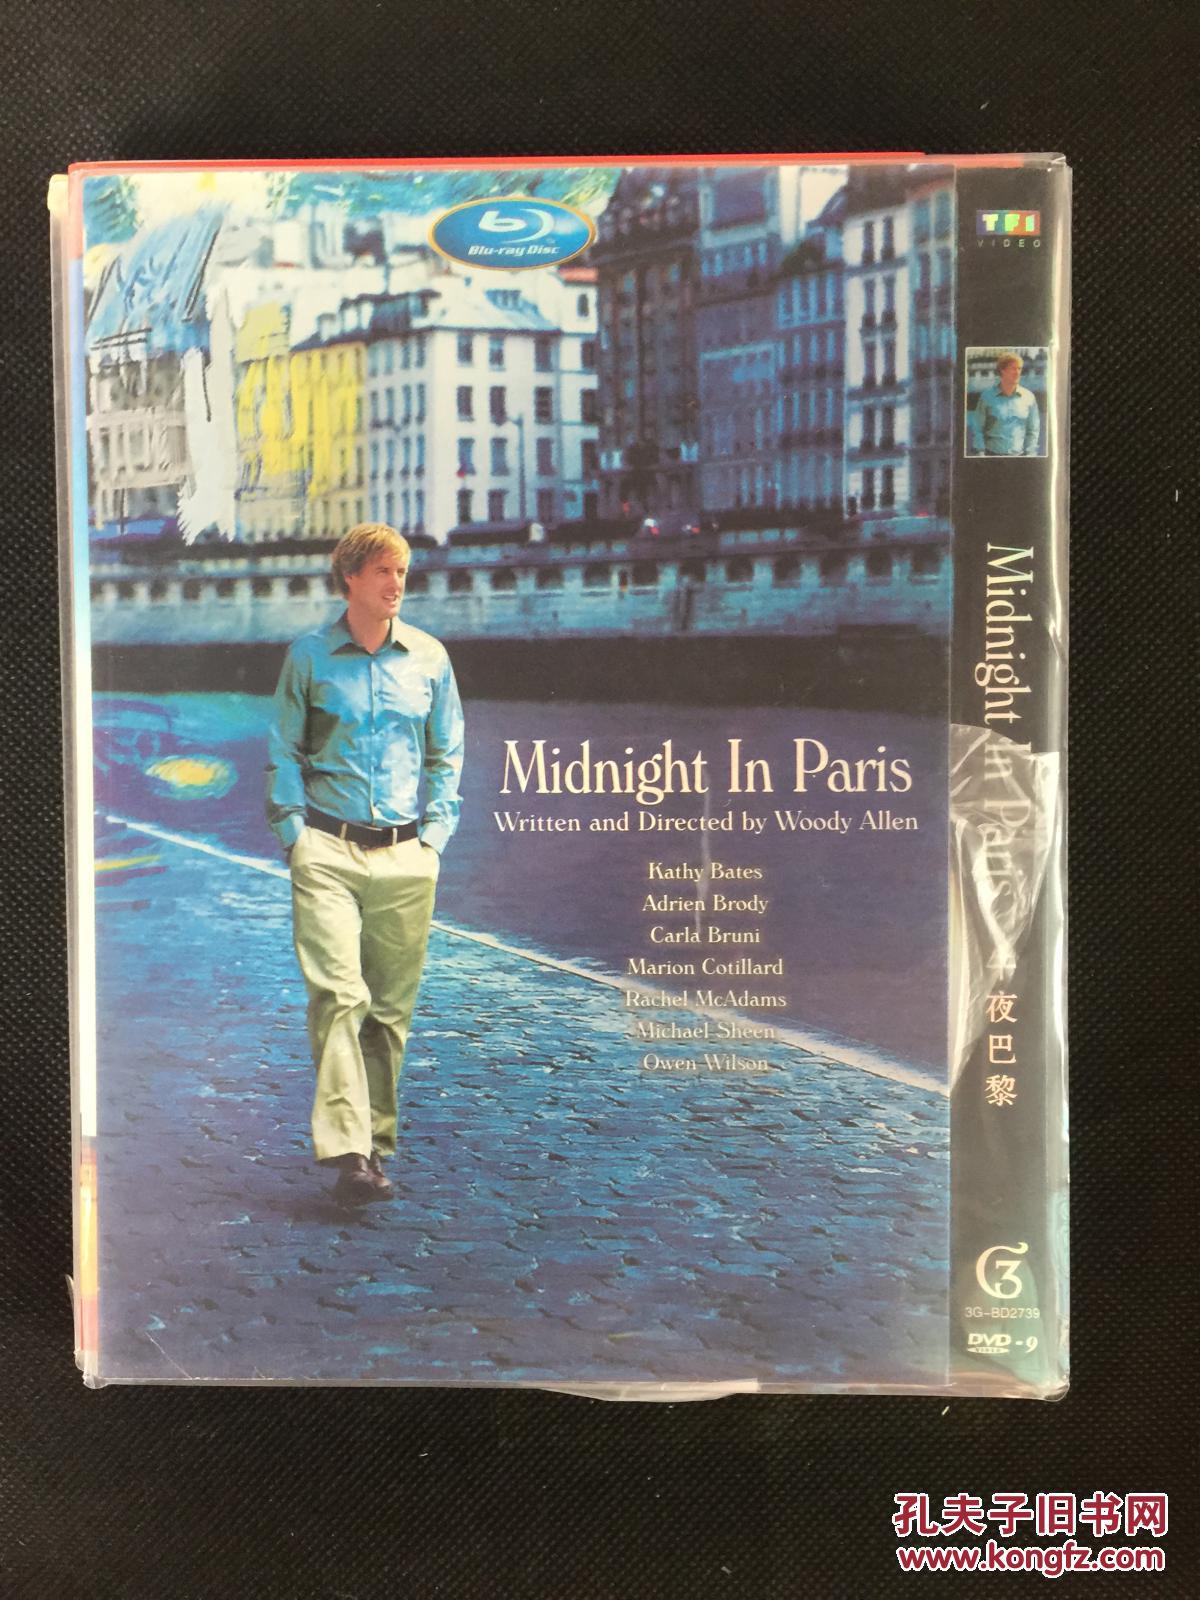 Blu-ray Disc
Midnight In Paris
Written and Directed by Woody Allen
Kathy Bates
Adrien Brody
Carla Bruni
Marion Cotillard
Rachel McAdams
Michael Sheen
Owen Wilson
TF1
VIDEO
Midnight In Paris
夜巴黎
3
3G-BD2739
DVD-9
VIDEO
孔夫子旧书网
www.kongfz.com